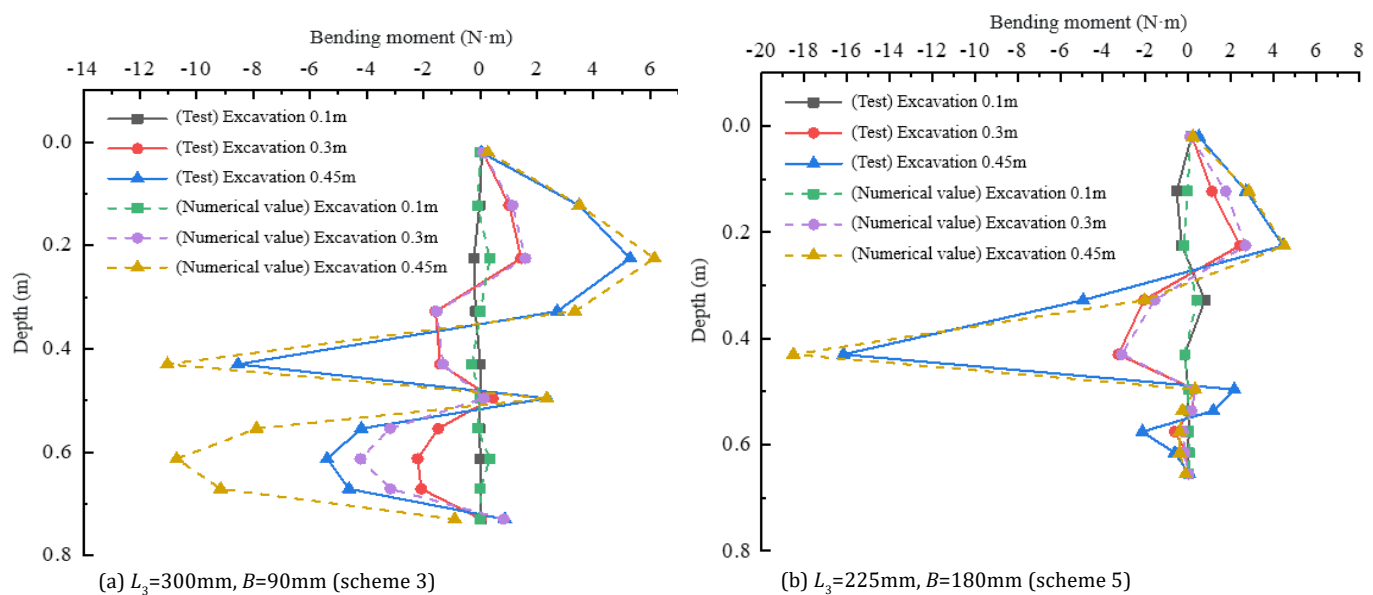 Bending moment (N·m)
-14 -12 -10 -8 -6 -4 -2 0 2 4 6
(Test) Excavation 0.1m
(Test) Excavation 0.3m
(Test) Excavation 0.45m
(Numerical value) Excavation 0.1m
(Numerical value) Excavation 0.3m
(Numerical value) Excavation 0.45m
0.0
0.2
0.4
0.6
0.8
Depth (m)
(a) L₃=300mm, B=90mm (scheme 3)
Bending moment (N·m)
-20 -18 -16 -14 -12 -10 -8 -6 -4 -2 0 2 4 6 8
(Test) Excavation 0.1m
(Test) Excavation 0.3m
(Test) Excavation 0.45m
(Numerical value) Excavation 0.1m
(Numerical value) Excavation 0.3m
(Numerical value) Excavation 0.45m
0.0
0.2
0.4
0.6
0.8
Depth (m)
(b) L₃=225mm, B=180mm (scheme 5)